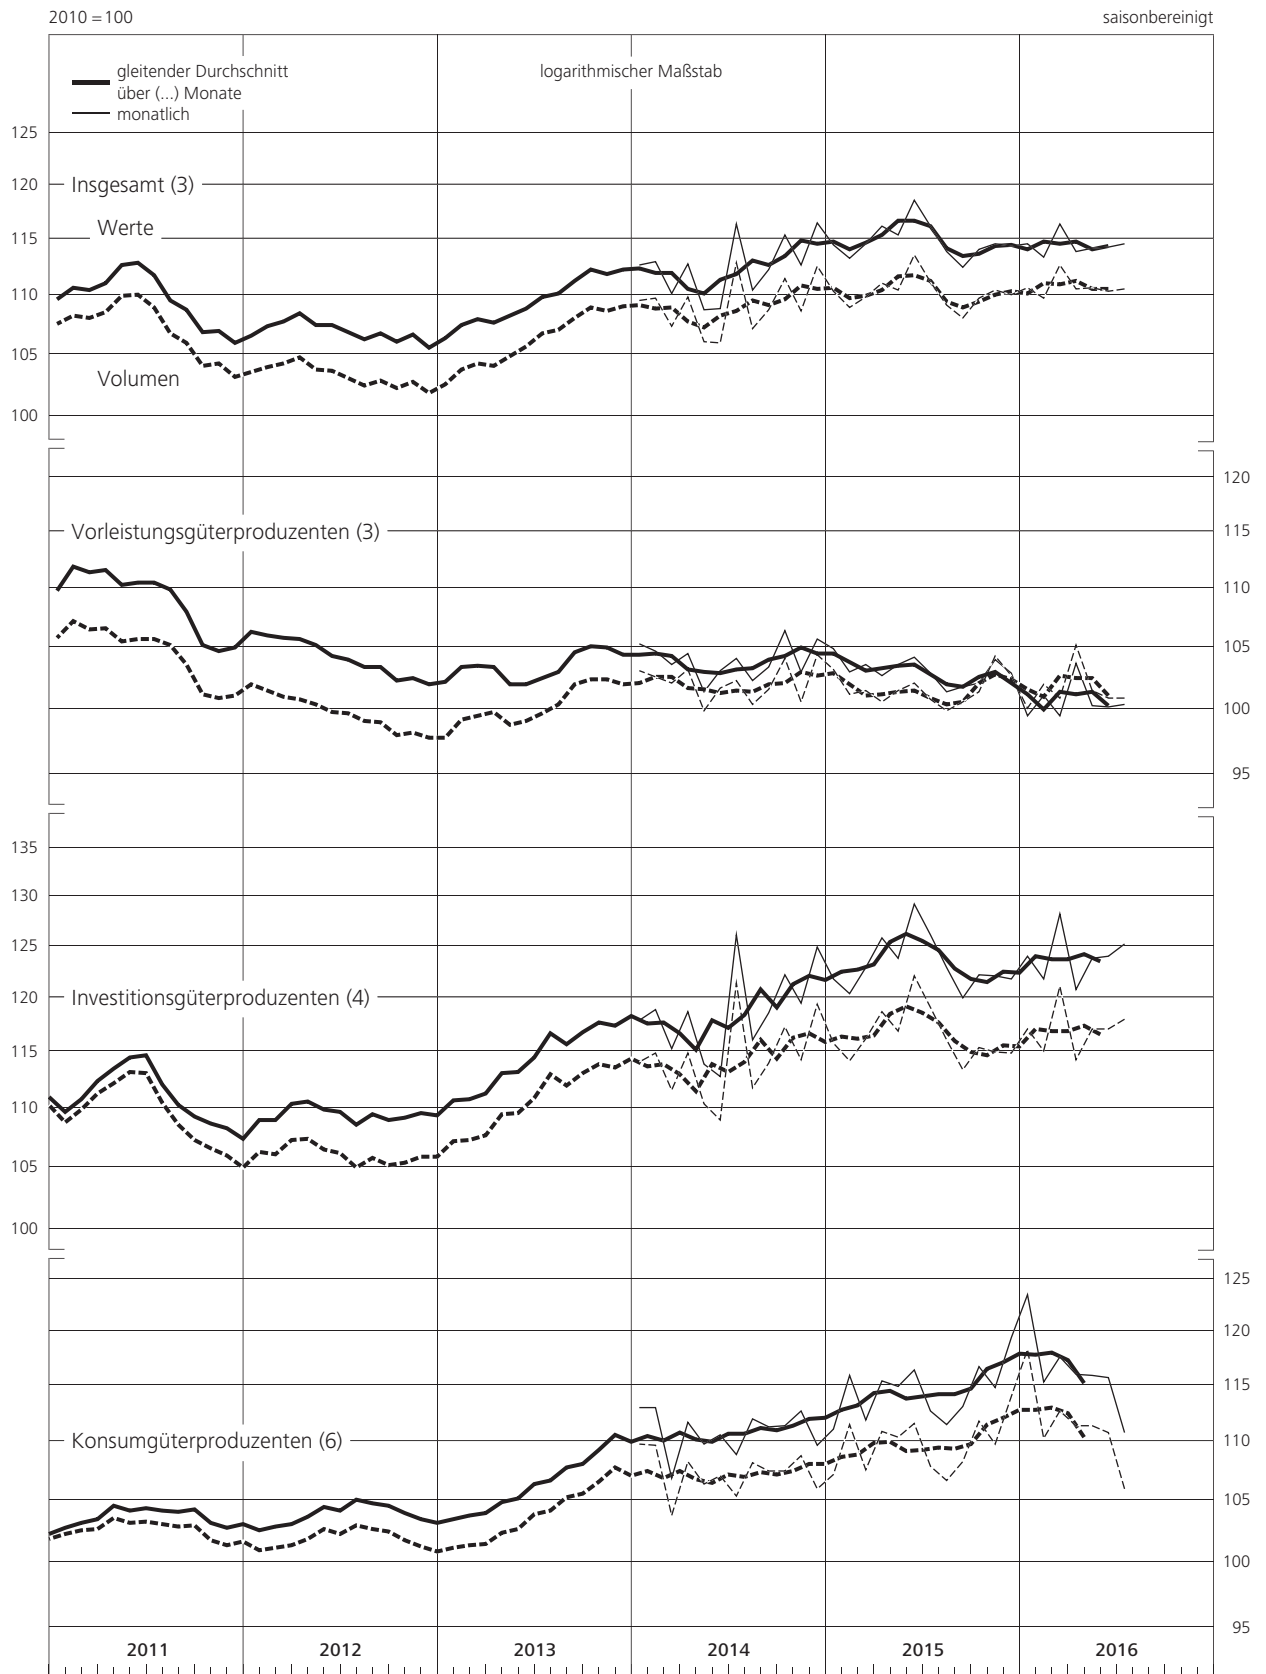 2010 = 100
saisonbereinigt
gleitender Durchschnitt
über (...) Monate
monatlich
logarithmischer Maßstab
125
120
Insgesamt (3)
Werte
115
110
105
Volumen
100
120
Vorleistungsgüterproduzenten (3)
115
110
105
100
95
135
130
125
120
Investitionsgüterproduzenten (4)
115
110
105
100
125
120
115
Konsumgüterproduzenten (6)
110
105
100
95
2011 2012 2013 2014 2015 2016